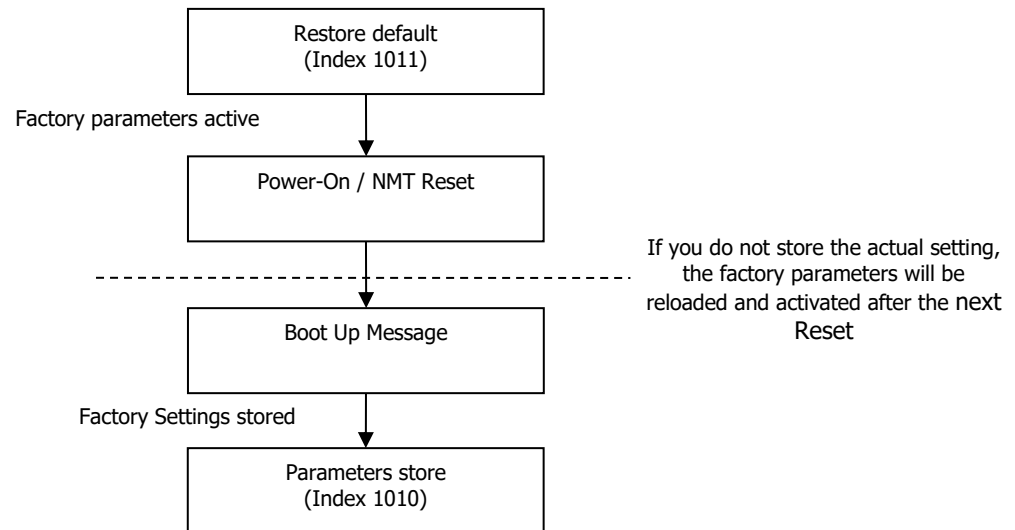 Restore default
(Index 1011)
Factory parameters active
Power-On / NMT Reset
If you do not store the actual setting,
the factory parameters will be
reloaded and activated after the next
Reset
Boot Up Message
Factory Settings stored
Parameters store
(Index 1010)